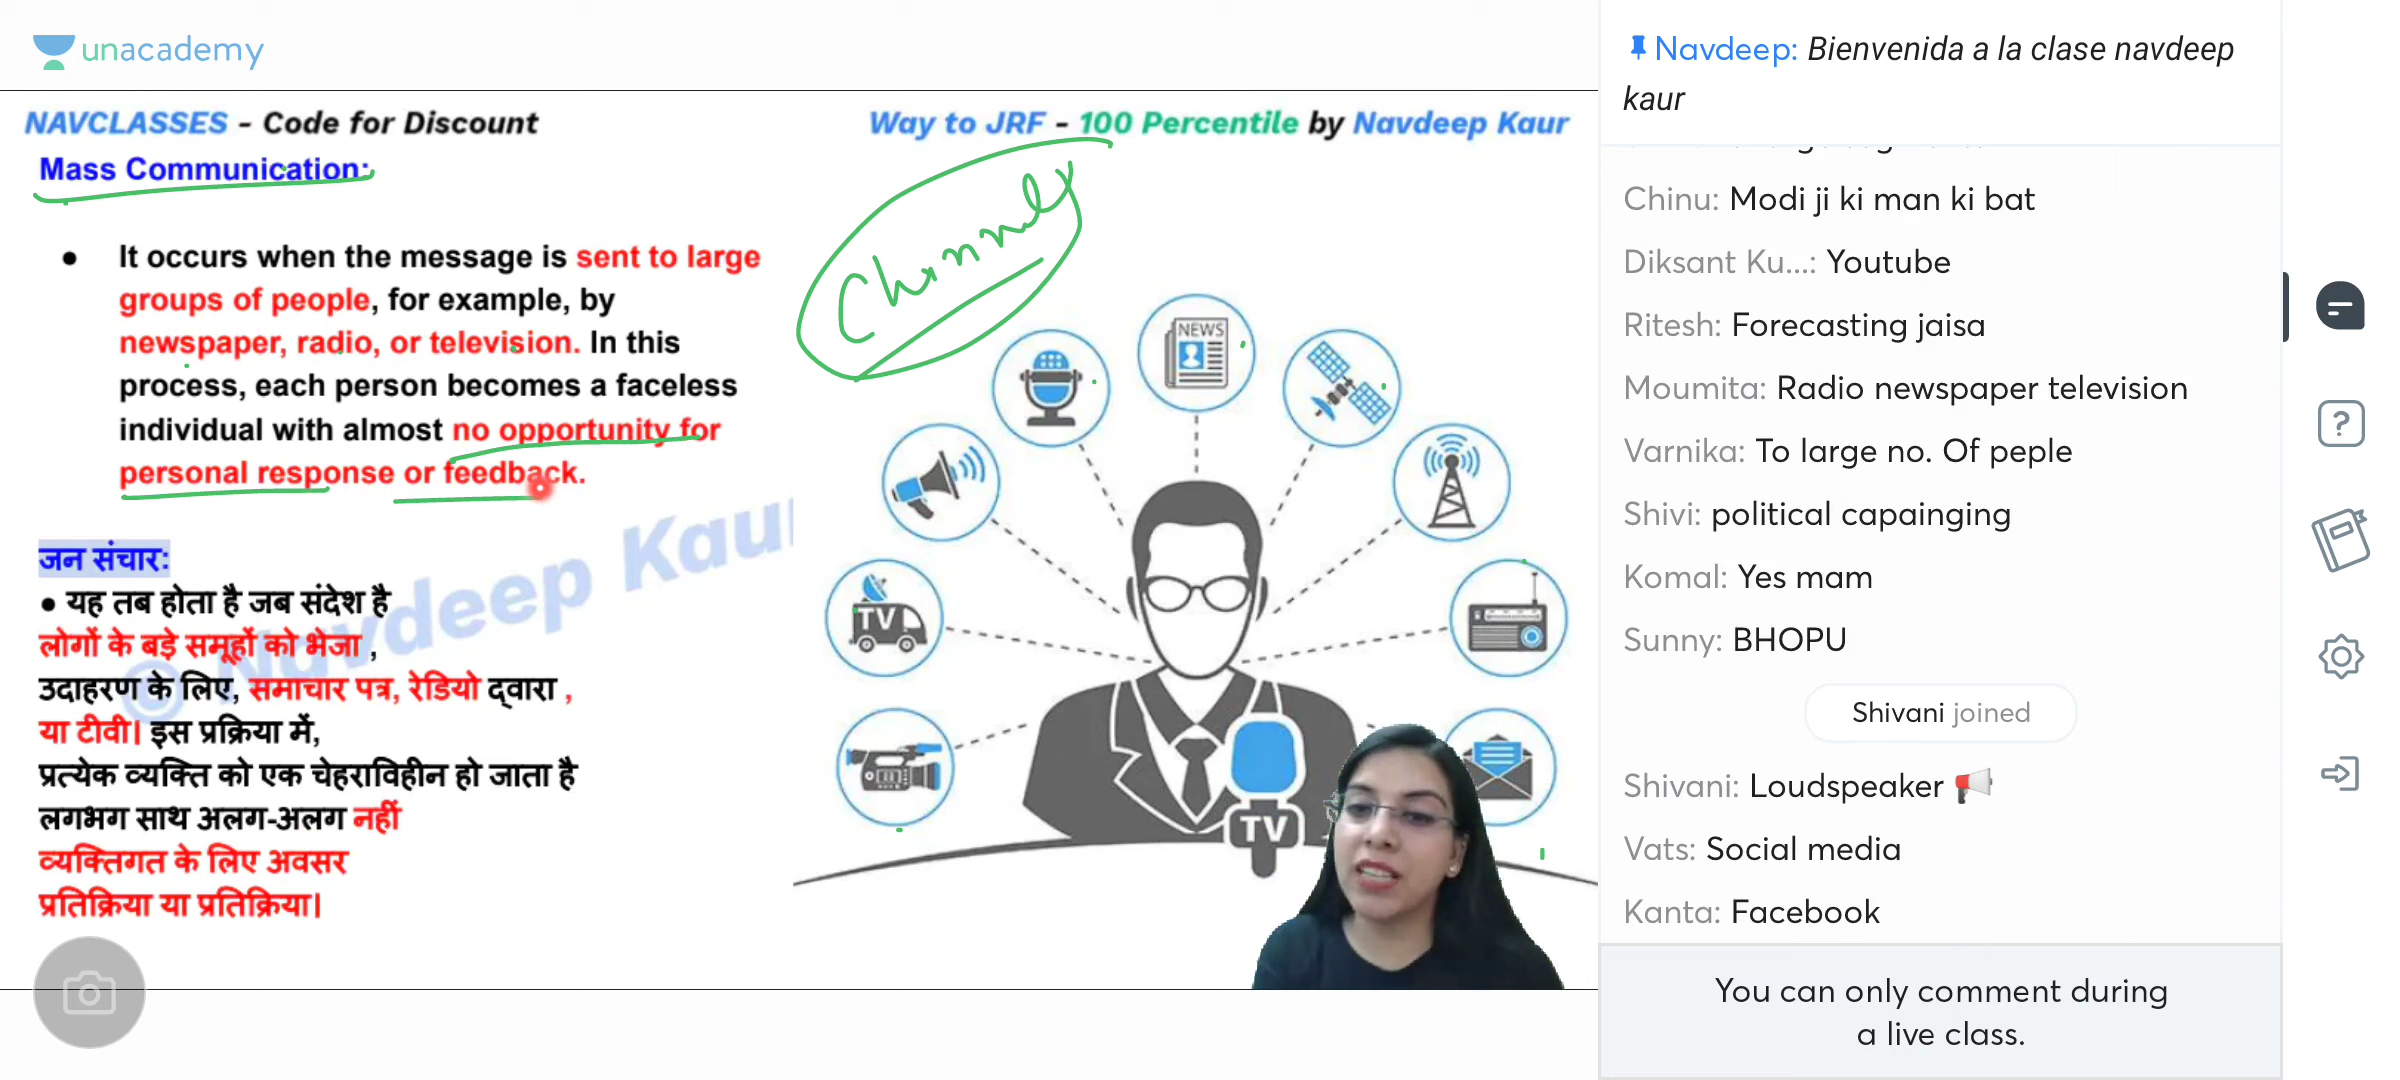 unacademy
NAVCLASSES - Code for Discount
Way to JRF - 100 Percentile by Navdeep Kaur
Mass Communication:
● It occurs when the message is sent to large
groups of people, for example, by
newspaper, radio, or television. In this
process, each person becomes a faceless
individual with almost no opportunity for
personal response or feedback.
जन संचार:
● यह तब होता है जब संदेश है
लोगों के बड़े समूहों को भेजा ,
उदाहरण के लिए, समाचार पत्र, रेडियो द्वारा ,
या टीवी। इस प्रक्रिया में,
प्रत्येक व्यक्ति को एक चेहराविहीन हो जाता है
लगभग साथ अलग-अलग नहीं
व्यक्तिगत के लिए अवसर
प्रतिक्रिया या प्रतिक्रिया।
© Navdeep Kaur
NEWS
TV
TV
Navdeep: Bienvenida a la clase navdeep
kaur
Chinu: Modi ji ki man ki bat
Diksant Ku...: Youtube
Ritesh: Forecasting jaisa
Moumita: Radio newspaper television
Varnika: To large no. Of peple
Shivi: political capainging
Komal: Yes mam
Sunny: BHOPU
Shivani joined
Shivani: Loudspeaker
Vats: Social media
Kanta: Facebook
You can only comment during
a live class.